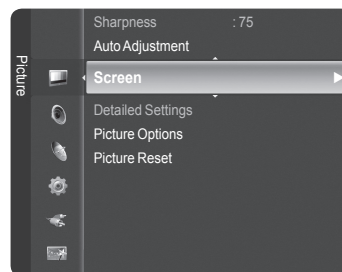 Picture
Sharpness : 75
Auto Adjustment
Screen
Detailed Settings
Picture Options
Picture Reset